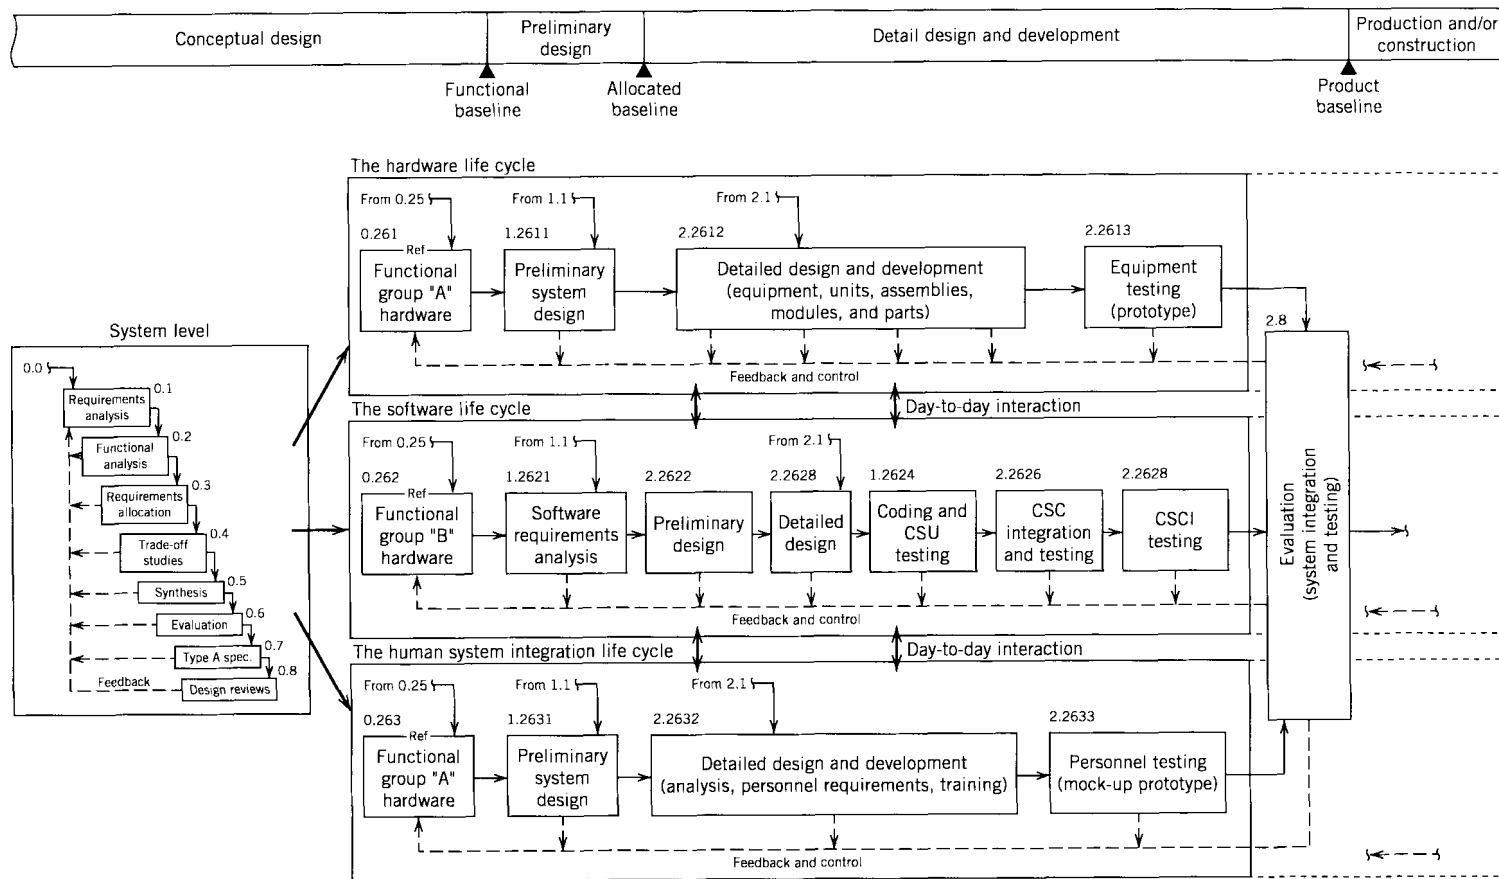 Conceptual design
Preliminary
design
Detail design and development
Production and/or
construction
Functional
baseline
Allocated
baseline
Product
baseline
System level
0.0
0.1
Requirements
analysis
0.2
Functional
analysis
0.3
Requirements
allocation
0.4
Trade-off
studies
0.5
Synthesis
0.6
Evaluation
0.7
Type A spec.
0.8
Feedback
Design reviews
The hardware life cycle
From 0.25
From 1.1
From 2.1
0.261
1.2611
2.2612
2.2613
Ref
Functional
group "A"
hardware
Preliminary
system
design
Detailed design and development
(equipment, units, assemblies,
modules, and parts)
Equipment
testing
(prototype)
Feedback and control
The software life cycle
Day-to-day interaction
From 0.25
From 1.1
From 2.1
0.262
1.2621
2.2622
2.2628
1.2624
2.2626
2.2628
Ref
Functional
group "B"
hardware
Software
requirements
analysis
Preliminary
design
Detailed
design
Coding and
CSU
testing
CSC
integration
and testing
CSCI
testing
Feedback and control
The human system integration life cycle
Day-to-day interaction
From 0.25
From 1.1
From 2.1
0.263
1.2631
2.2632
2.2633
Ref
Functional
group "A"
hardware
Preliminary
system
design
Detailed design and development
(analysis, personnel requirements, training)
Personnel testing
(mock-up prototype)
Feedback and control
2.8
Evaluation
(system integration
and testing)